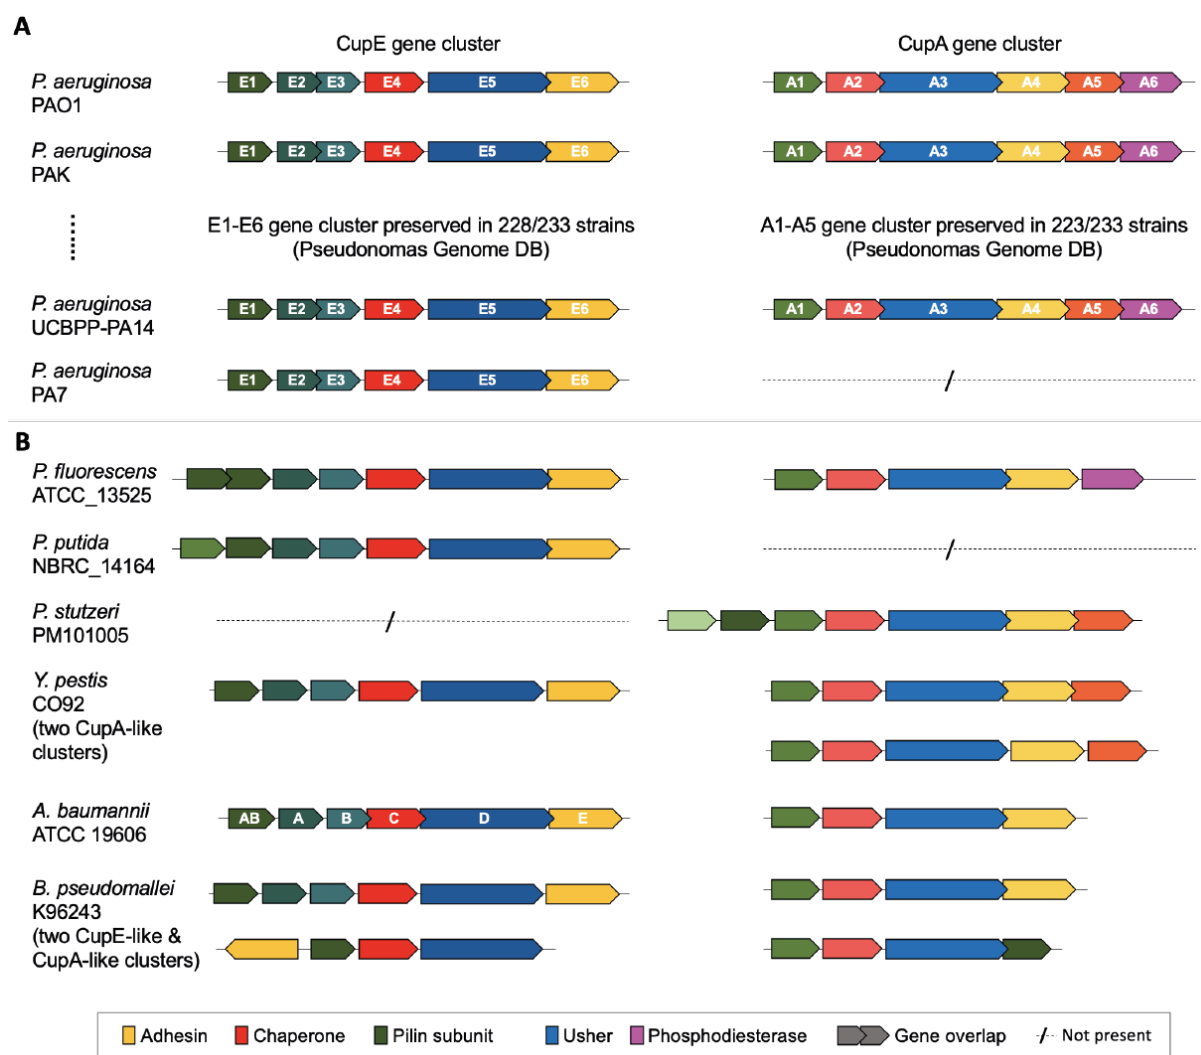 A
CupE gene cluster
CupA gene cluster
P. aeruginosa
PAO1
E1 E2 E3 E4 E5 E6
A1 A2 A3 A4 A5 A6
P. aeruginosa
PAK
E1 E2 E3 E4 E5 E6
A1 A2 A3 A4 A5 A6
E1-E6 gene cluster preserved in 228/233 strains
(Pseudonomas Genome DB)
A1-A5 gene cluster preserved in 223/233 strains
(Pseudonomas Genome DB)
P. aeruginosa
UCBPP-PA14
E1 E2 E3 E4 E5 E6
A1 A2 A3 A4 A5 A6
P. aeruginosa
PA7
E1 E2 E3 E4 E5 E6
B
P. fluorescens
ATCC_13525
P. putida
NBRC_14164
P. stutzeri
PM101005
Y. pestis
CO92
(two CupA-like
clusters)
A. baumannii
ATCC 19606
AB A B C D E
B. pseudomallei
K96243
(two CupE-like &
CupA-like clusters)
Adhesin Chaperone Pilin subunit Usher Phosphodiesterase Gene overlap Not present